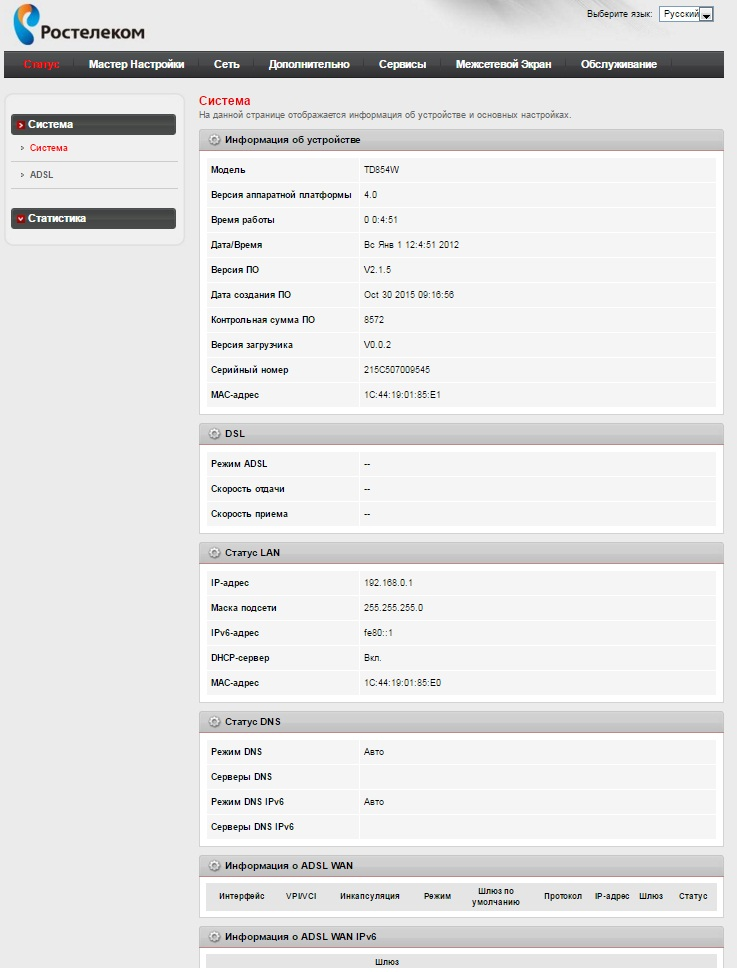 Ростелеком
Выберите язык: Русский
Статус Мастер Настройки Сеть Дополнительно Сервисы Межсетевой Экран Обслуживание
Система
Система
ADSL
Статистика
Система
На данной странице отображается информация об устройстве и основных настройках.
Информация об устройстве
Модель TD854W
Версия аппаратной платформы 4.0
Время работы 0 0:4:51
Дата/Время Вс Янв 1 12:4:51 2012
Версия ПО V2.1.5
Дата создания ПО Oct 30 2015 09:16:56
Контрольная сумма ПО 8572
Версия загрузчика V0.0.2
Серийный номер 215C507009545
MAC-адрес 1C:44:19:01:85:E1
DSL
Режим ADSL --
Скорость отдачи --
Скорость приема --
Статус LAN
IP-адрес 192.168.0.1
Маска подсети 255.255.255.0
IPv6-адрес fe80::1
DHCP-сервер Вкл.
MAC-адрес 1C:44:19:01:85:E0
Статус DNS
Режим DNS Авто
Серверы DNS
Режим DNS IPv6 Авто
Серверы DNS IPv6
Информация о ADSL WAN
Интерфейс VPI/VCI Инкапсуляция Режим Шлюз по умолчанию Протокол IP-адрес Шлюз Статус
Информация о ADSL WAN IPv6
Шлюз